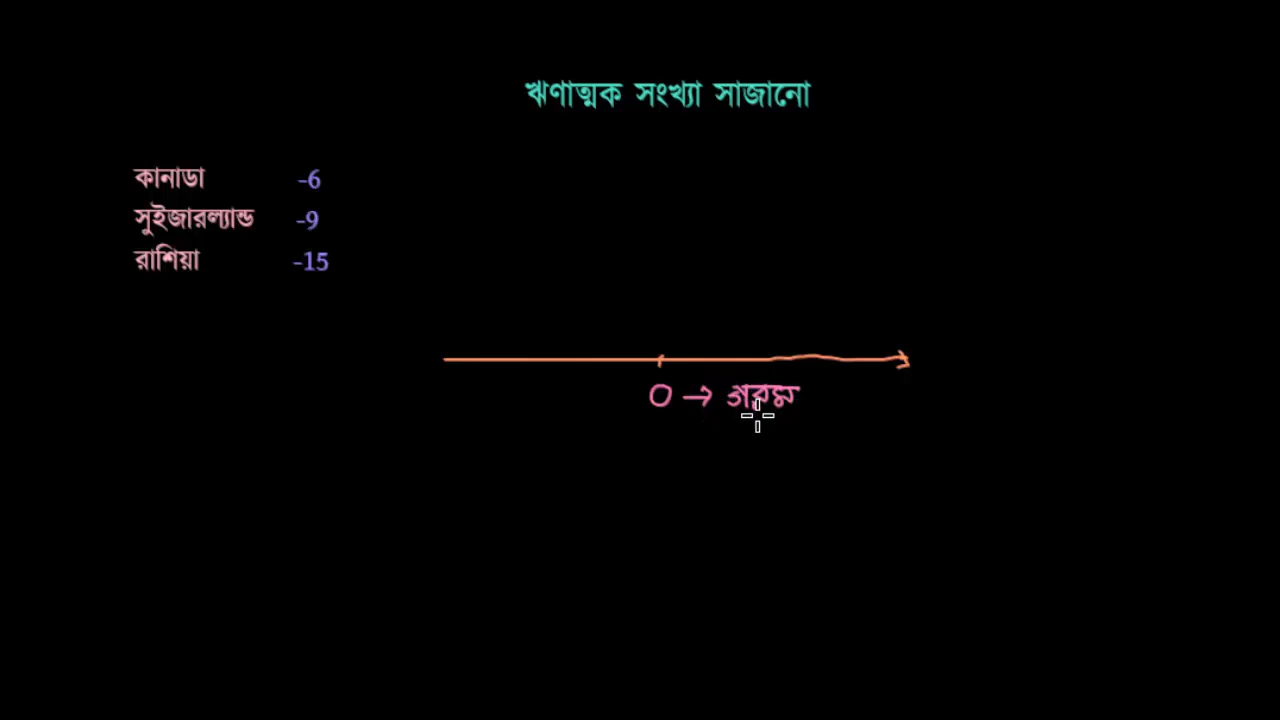 ঋণাত্মক সংখ্যা সাজানো
কানাডা -6
সুইজারল্যান্ড -9
রাশিয়া -15
0 → গরম